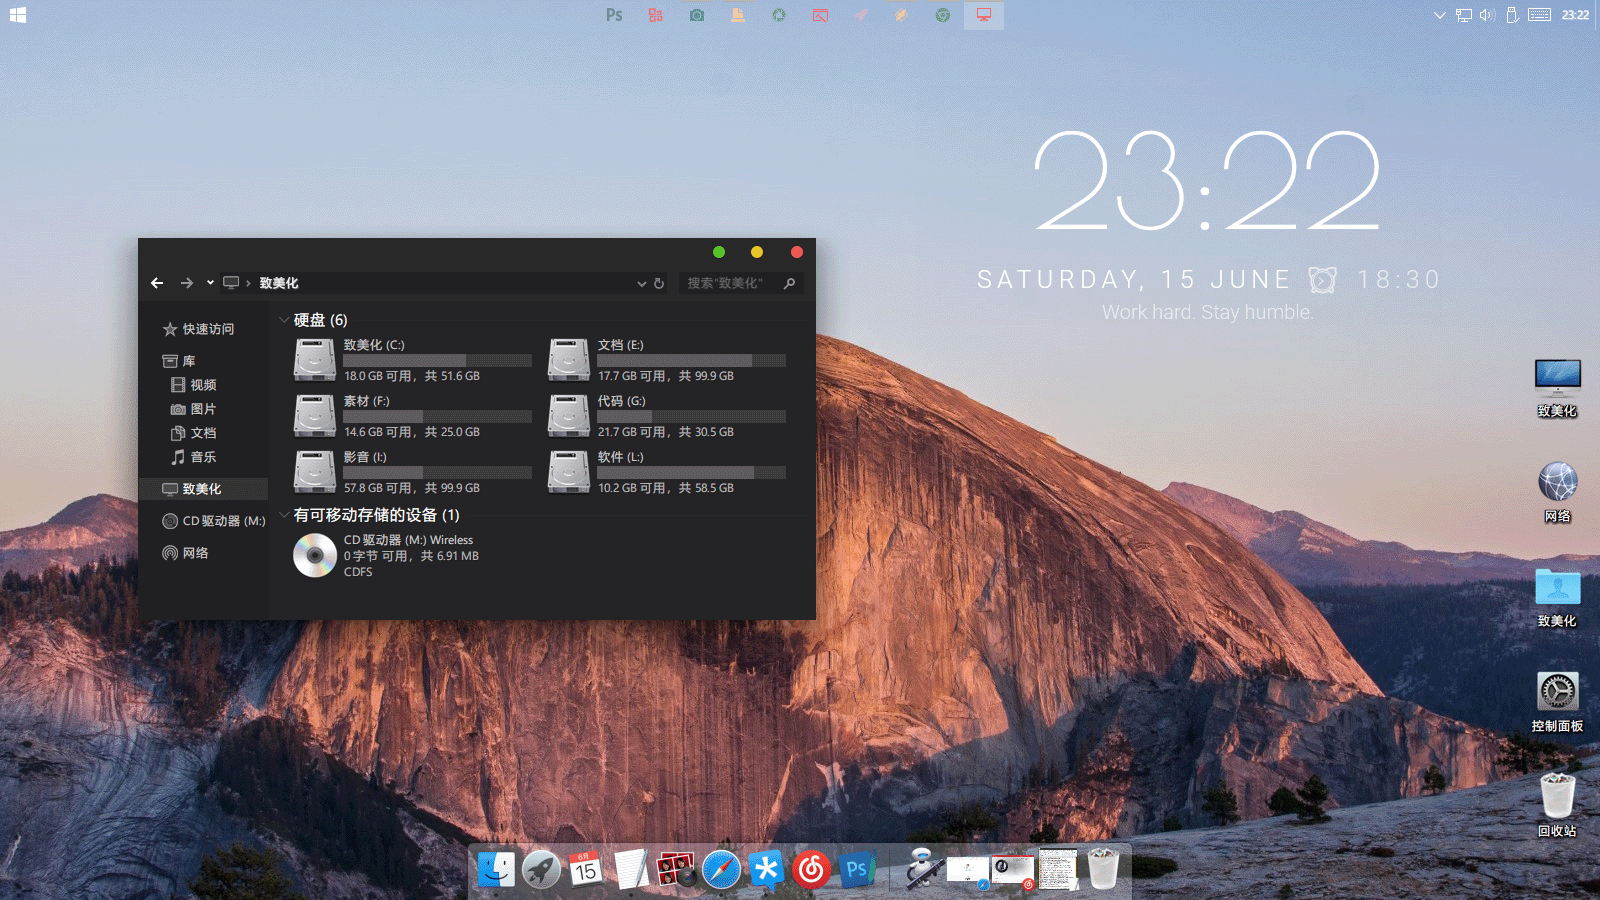 Ps
23:22
23:22
SATURDAY, 15 JUNE 18:30
Work hard. Stay humble.
致美化
搜索"致美化"
快速访问
库
视频
图片
文档
音乐
致美化
CD 驱动器 (M:)
网络
硬盘 (6)
致美化 (C:)
18.0 GB 可用，共 51.6 GB
文档 (E:)
17.7 GB 可用，共 99.9 GB
素材 (F:)
14.6 GB 可用，共 25.0 GB
代码 (G:)
21.7 GB 可用，共 30.5 GB
影音 (I:)
57.8 GB 可用，共 99.9 GB
软件 (L:)
10.2 GB 可用，共 58.5 GB
有可移动存储的设备 (1)
CD 驱动器 (M:) Wireless
0 字节 可用，共 6.91 MB
CDFS
致美化
网络
致美化
控制面板
回收站
6月
15
Ps